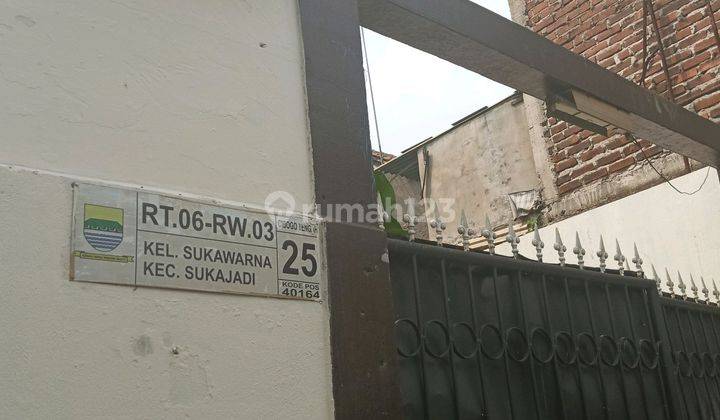 RT.06-RW.03
KEL. SUKAWARNA
KEC. SUKAJADI
25
KODE POS
40164
rumah123